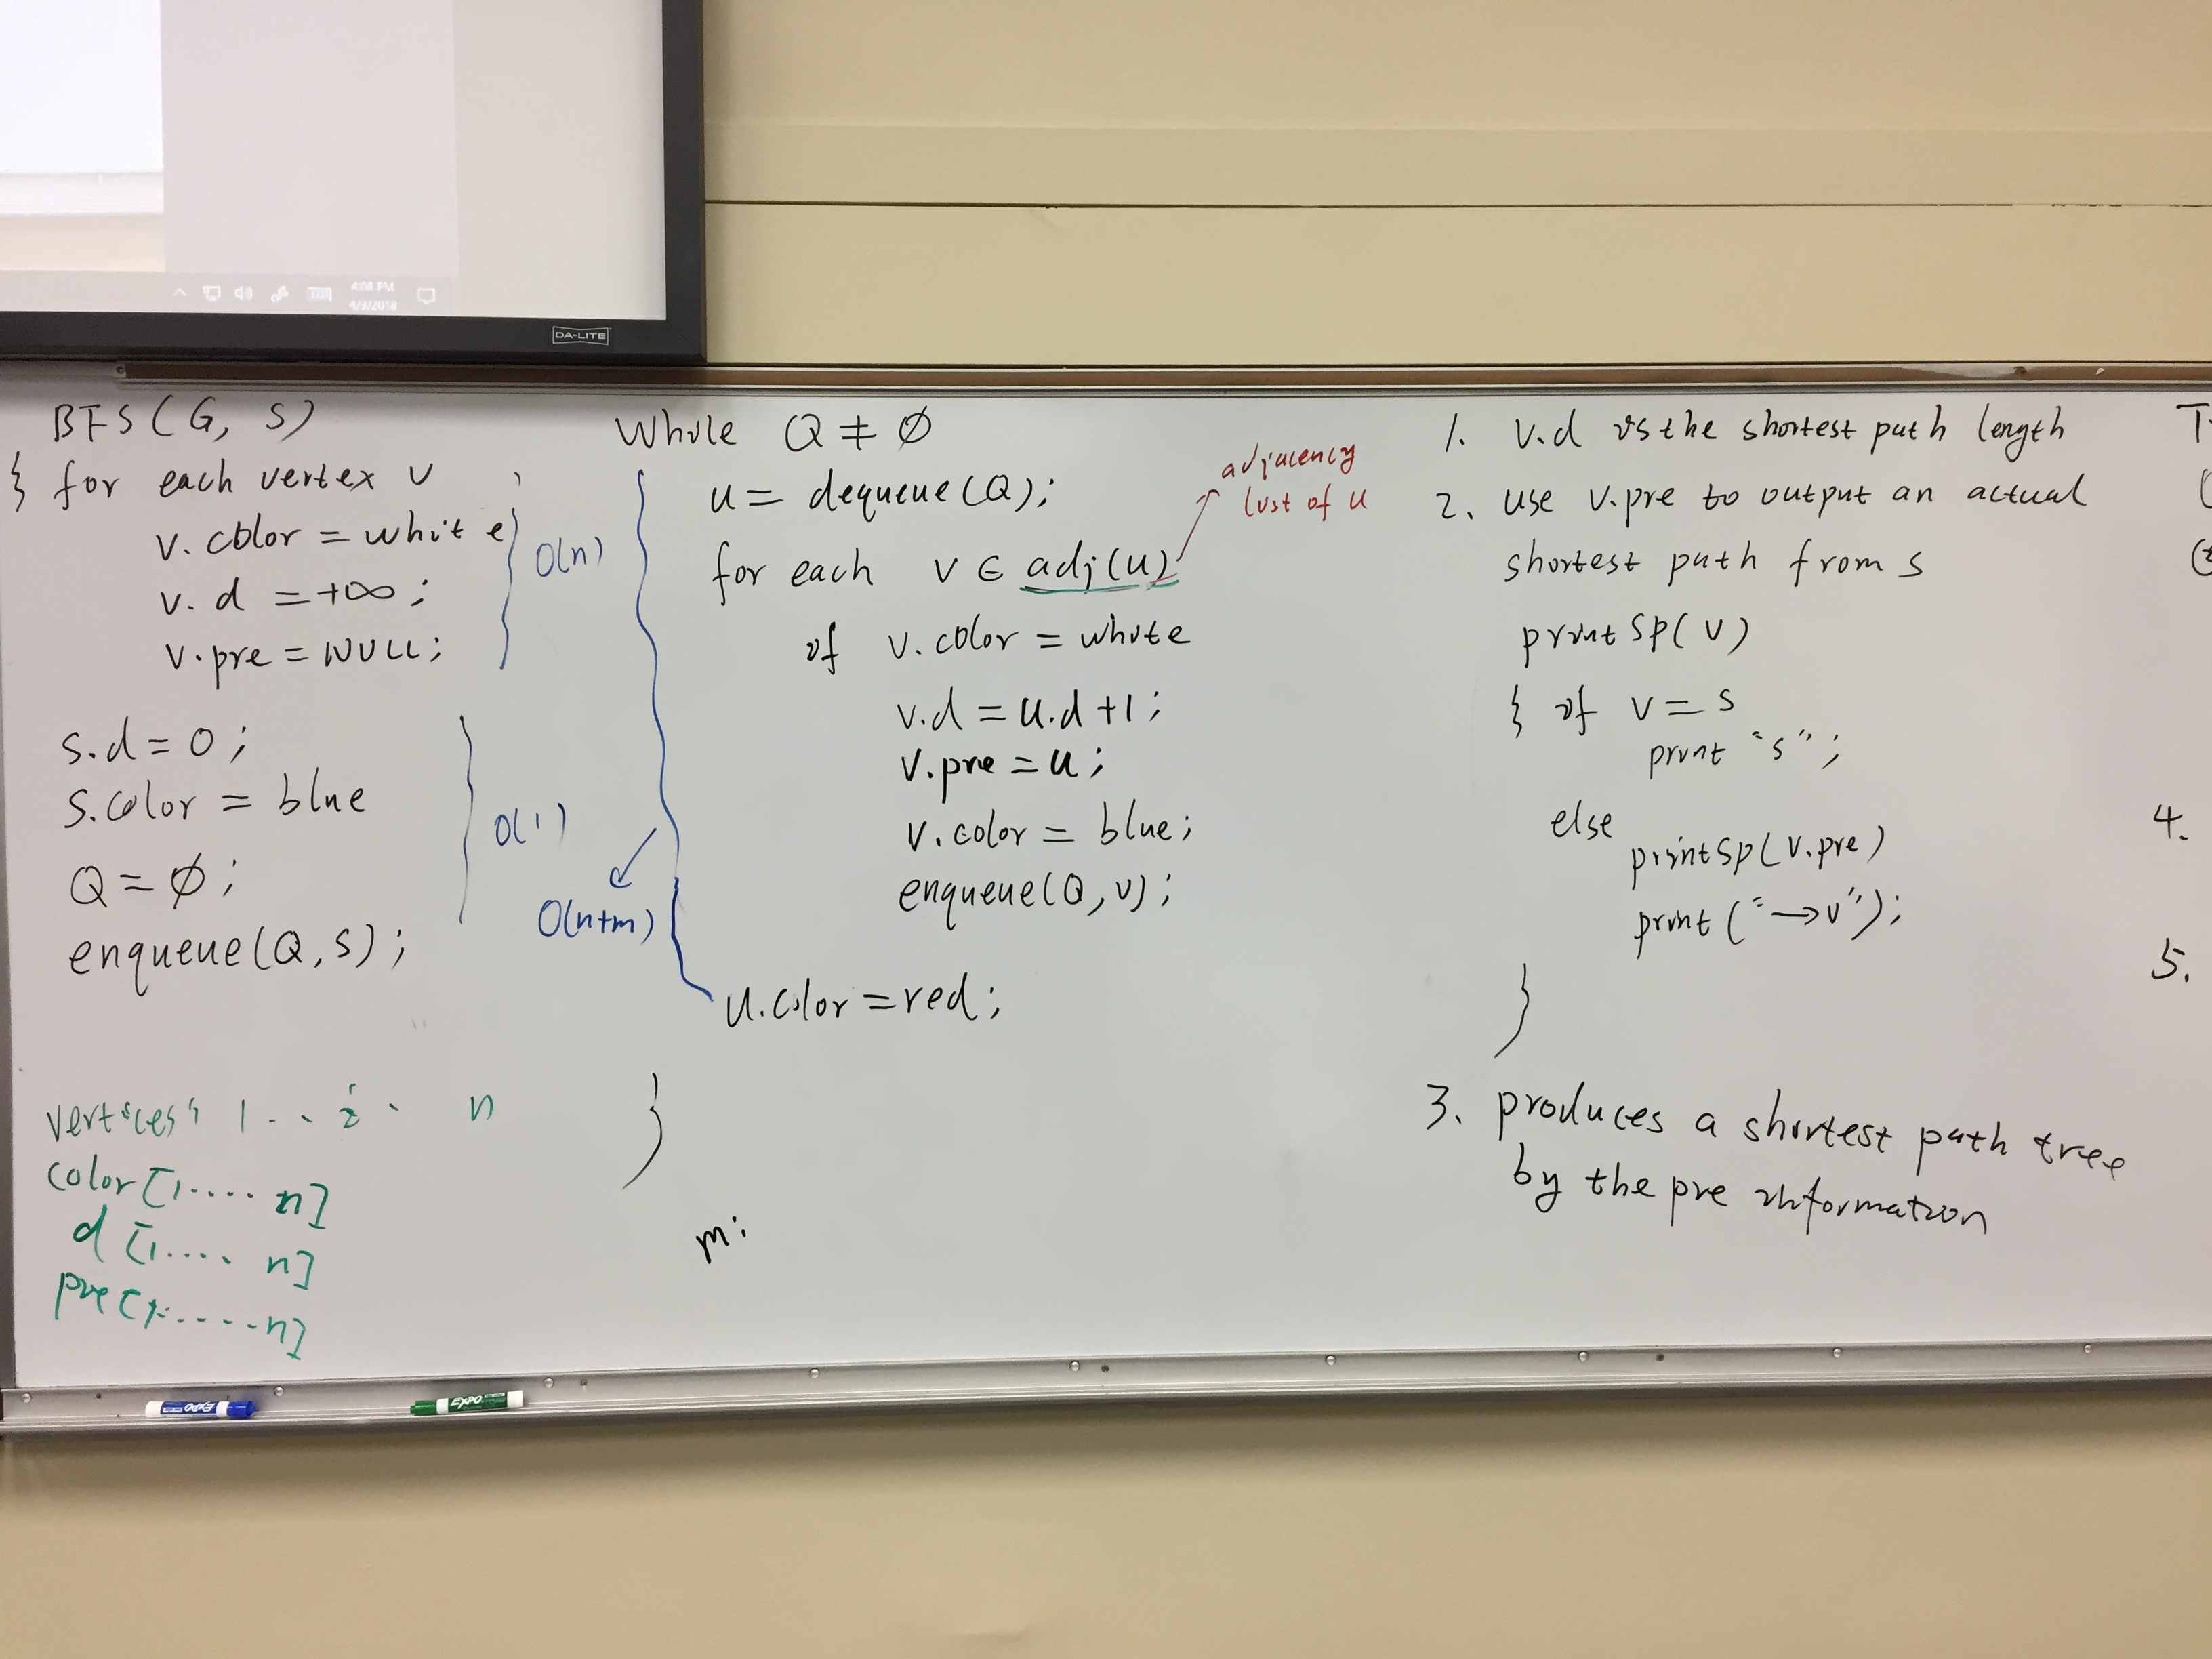 4:08 PM
4/3/2018
DA-LITE
BFS(G, s)
{ for each vertex v
v.color = white
v.d = +∞;
v.pre = NULL;
O(n)
s.d = 0;
s.color = blue
Q = ∅;
enqueue(Q, s);
O(1)
vertices 1 . . i . n
color[1 ..... n]
d[1 .... n]
pre[1 ..... n]
While Q ≠ ∅
u = dequeue(Q);
for each v ∈ adj(u)
adjacency
list of u
if v.color = white
v.d = u.d + 1;
v.pre = u;
v.color = blue;
enqueue(Q, v);
u.color = red;
O(n+m)
}
m:
1. v.d is the shortest path length
2. use v.pre to output an actual
shortest path from s
printSp(v)
{ if v = s
print "s";
else
printSp(v.pre)
print("→v");
}
3. produces a shortest path tree
by the pre information
4.
5.
EXPO
EXPO